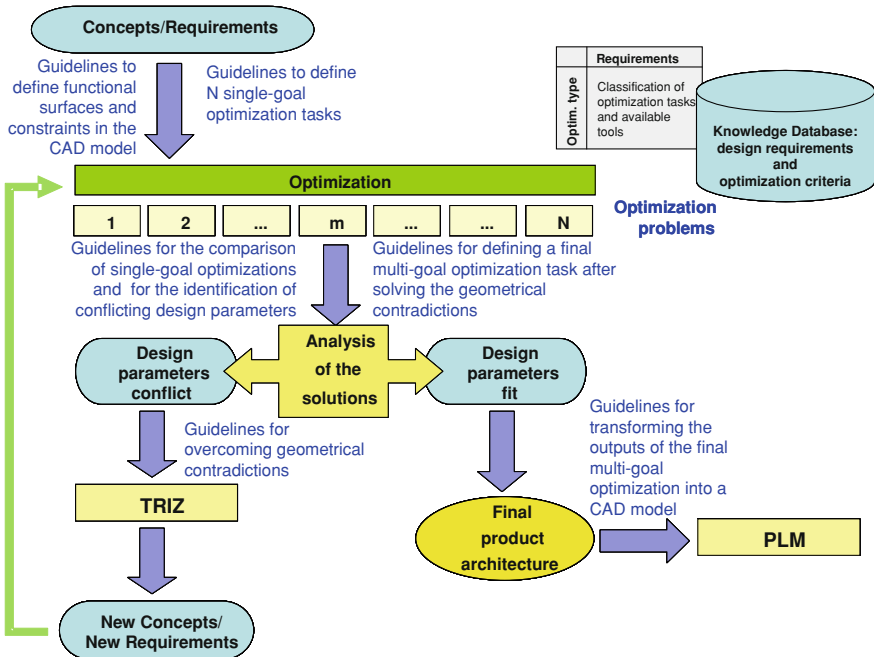 Concepts/Requirements
Guidelines to
define functional
surfaces and
constraints in the
CAD model
Guidelines to define
N single-goal
optimization tasks
Requirements
Optim. type
Classification of
optimization tasks
and available
tools
Knowledge Database:
design requirements
and
optimization criteria
Optimization
1 2 ... m ... ... N
Optimization
problems
Guidelines for the comparison
of single-goal optimizations
and for the identification of
conflicting design parameters
Guidelines for defining a final
multi-goal optimization task after
solving the geometrical
contradictions
Design
parameters
conflict
Analysis
of the
solutions
Design
parameters
fit
Guidelines for
overcoming geometrical
contradictions
Guidelines for
transforming the
outputs of the final
multi-goal
optimization into a
CAD model
TRIZ
Final
product
architecture
PLM
New Concepts/
New Requirements